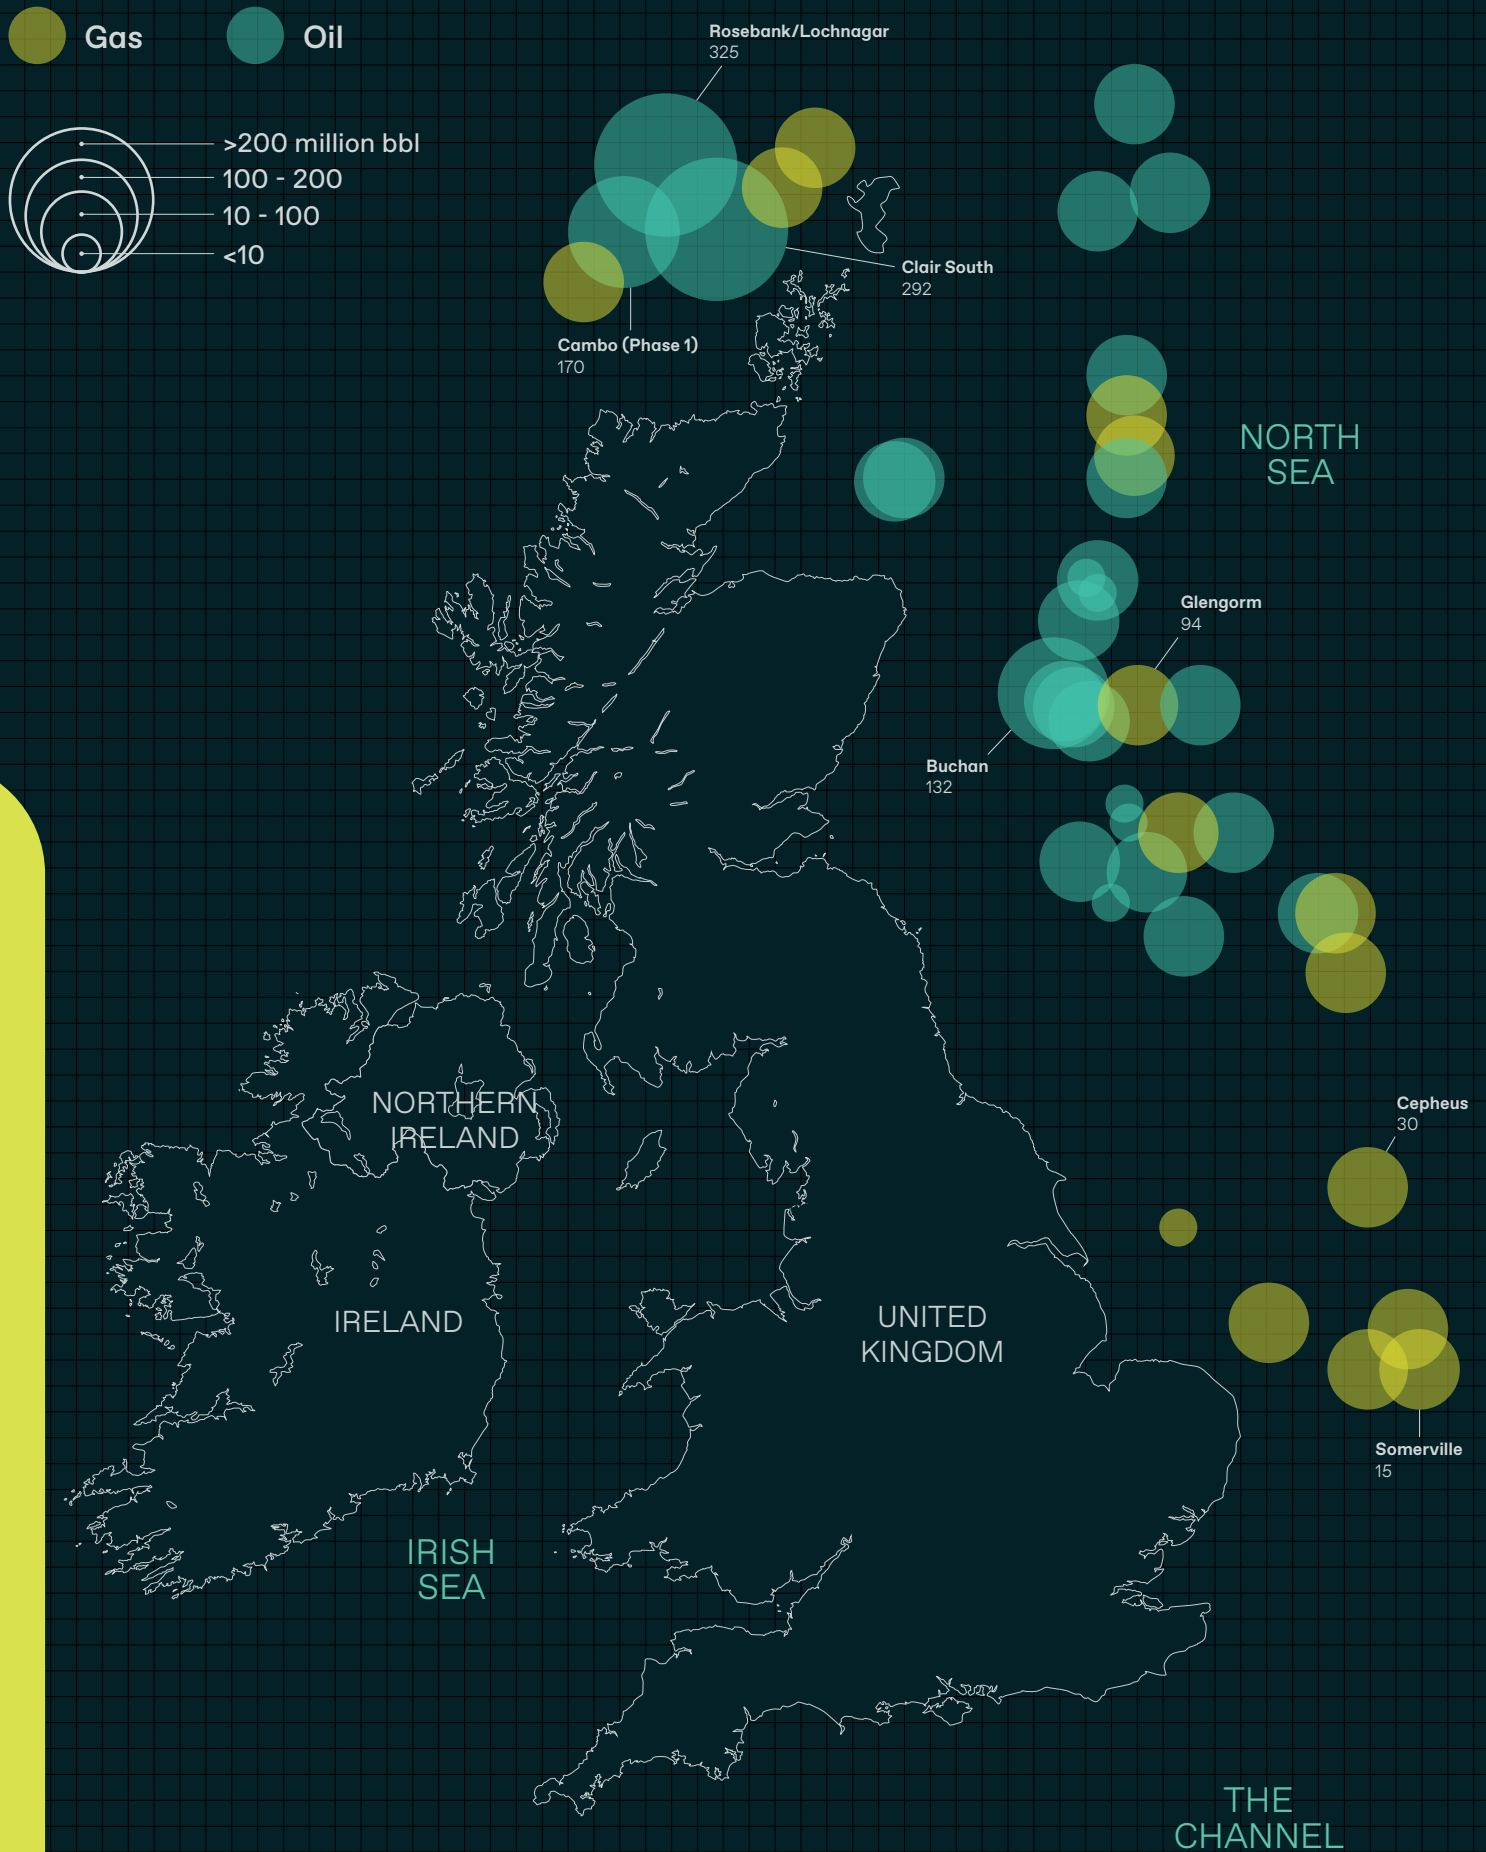 Gas
Oil
>200 million bbl
100 - 200
10 - 100
<10
Rosebank/Lochnagar
325
Clair South
292
Cambo (Phase 1)
170
NORTH
SEA
Glengorm
94
Buchan
132
Cepheus
30
NORTHERN
IRELAND
IRELAND
UNITED
KINGDOM
Somerville
15
IRISH
SEA
THE
CHANNEL